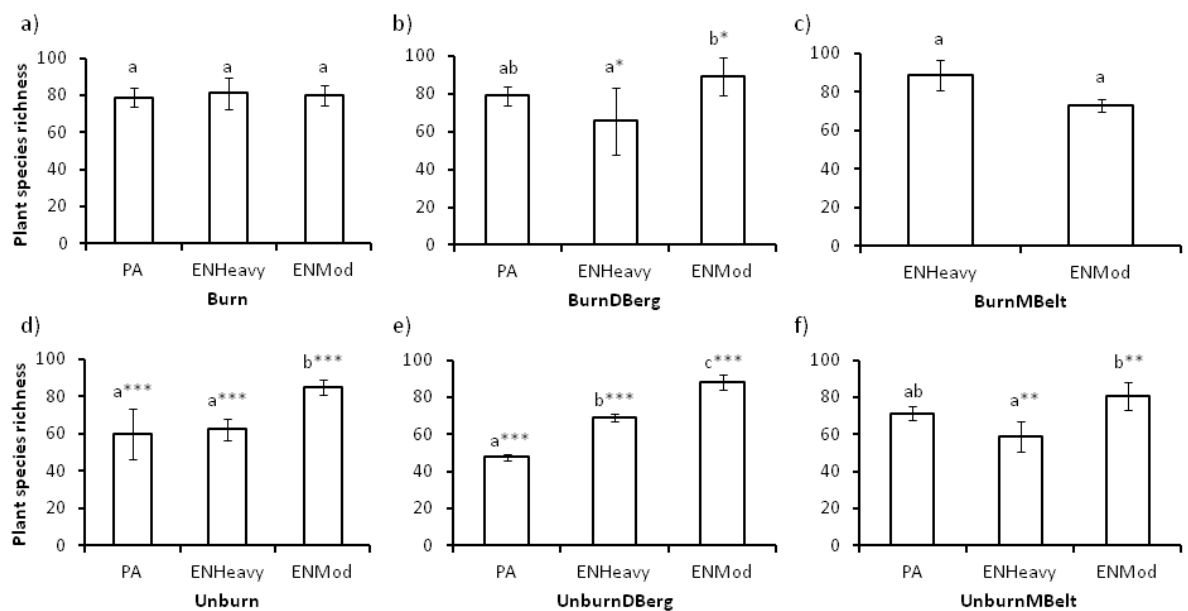 a) b) c)
Plant species richness
100
80
60
40
20
0
a a a
PA ENHeavy ENMod
Burn
100
80
60
40
20
0
ab a* b*
PA ENHeavy ENMod
BurnDBerg
100
80
60
40
20
0
a a
ENHeavy ENMod
BurnMBelt
d) e) f)
Plant species richness
100
80
60
40
20
0
a*** a*** b***
PA ENHeavy ENMod
Unburn
100
80
60
40
20
0
a*** b*** c***
PA ENHeavy ENMod
UnburnDBerg
100
80
60
40
20
0
ab a** b**
PA ENHeavy ENMod
UnburnMBelt